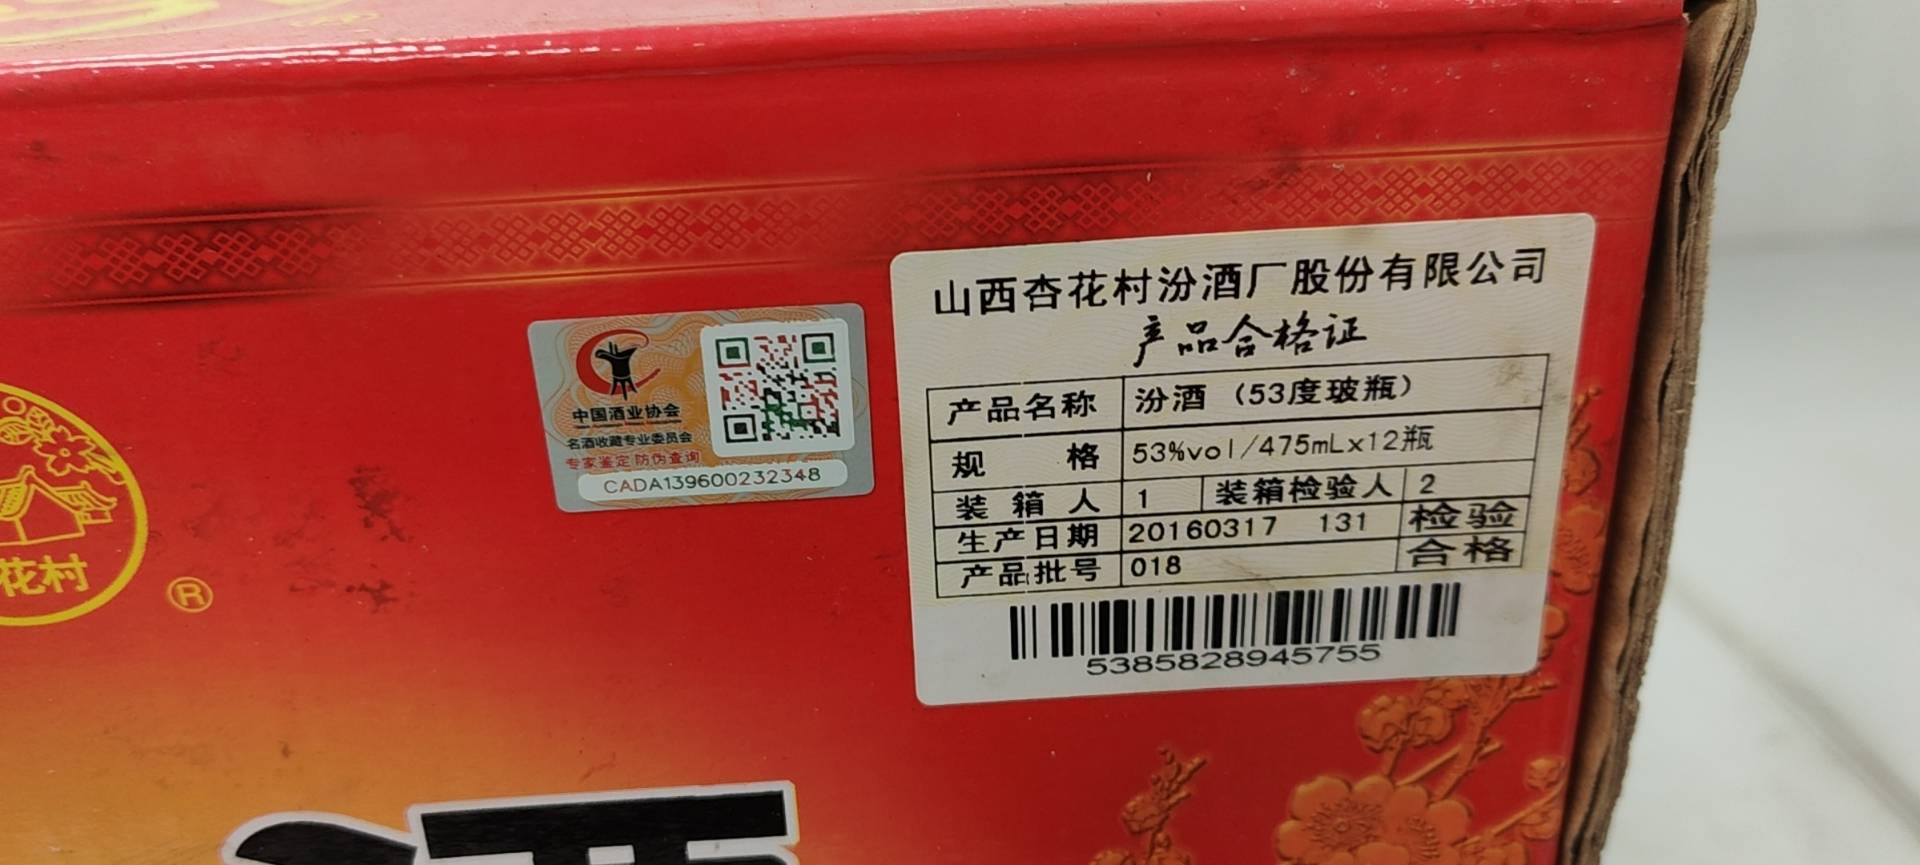 花村
®
中国酒业协会
名酒收藏专业委员会
专家鉴定 防伪查询
CADA139600232348
山西杏花村汾酒厂股份有限公司
产品合格证
产品名称 汾酒（53度玻瓶）
规格 53%vol/475mLx12瓶
装箱人 1 装箱检验人 2
生产日期 20160317 131 检验
产品批号 018 合格
5385828945755